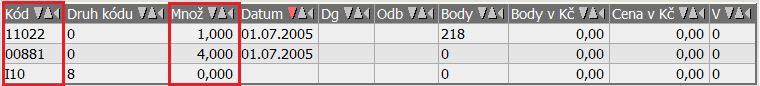 Kód Druh kódu Množ Datum Dg Odb Body Body v Kč Cena v Kč V
11022 0 1,000 01.07.2005 218 0,00 0,00 0
00881 0 4,000 01.07.2005 0 0,00 0,00 0
I10 8 0,000 0 0,00 0,00 0